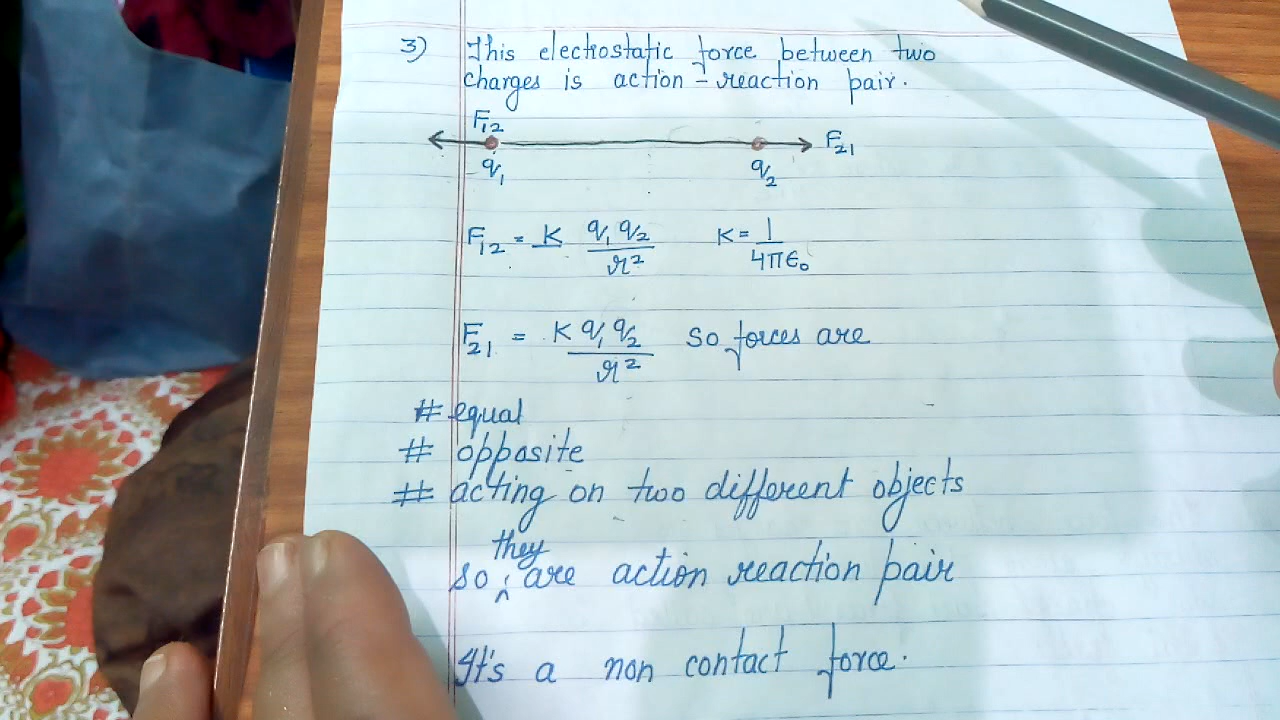 3) This electrostatic force between two
charges is action - reaction pair.
F12
F21
q1
q2
F12 = K q1 q2 / r² K = 1 / 4πϵ0
F21 = K q1 q2 / r² So forces are
# equal
# opposite
# acting on two different objects
they
so ^ are action reaction pair
It's a non contact force.